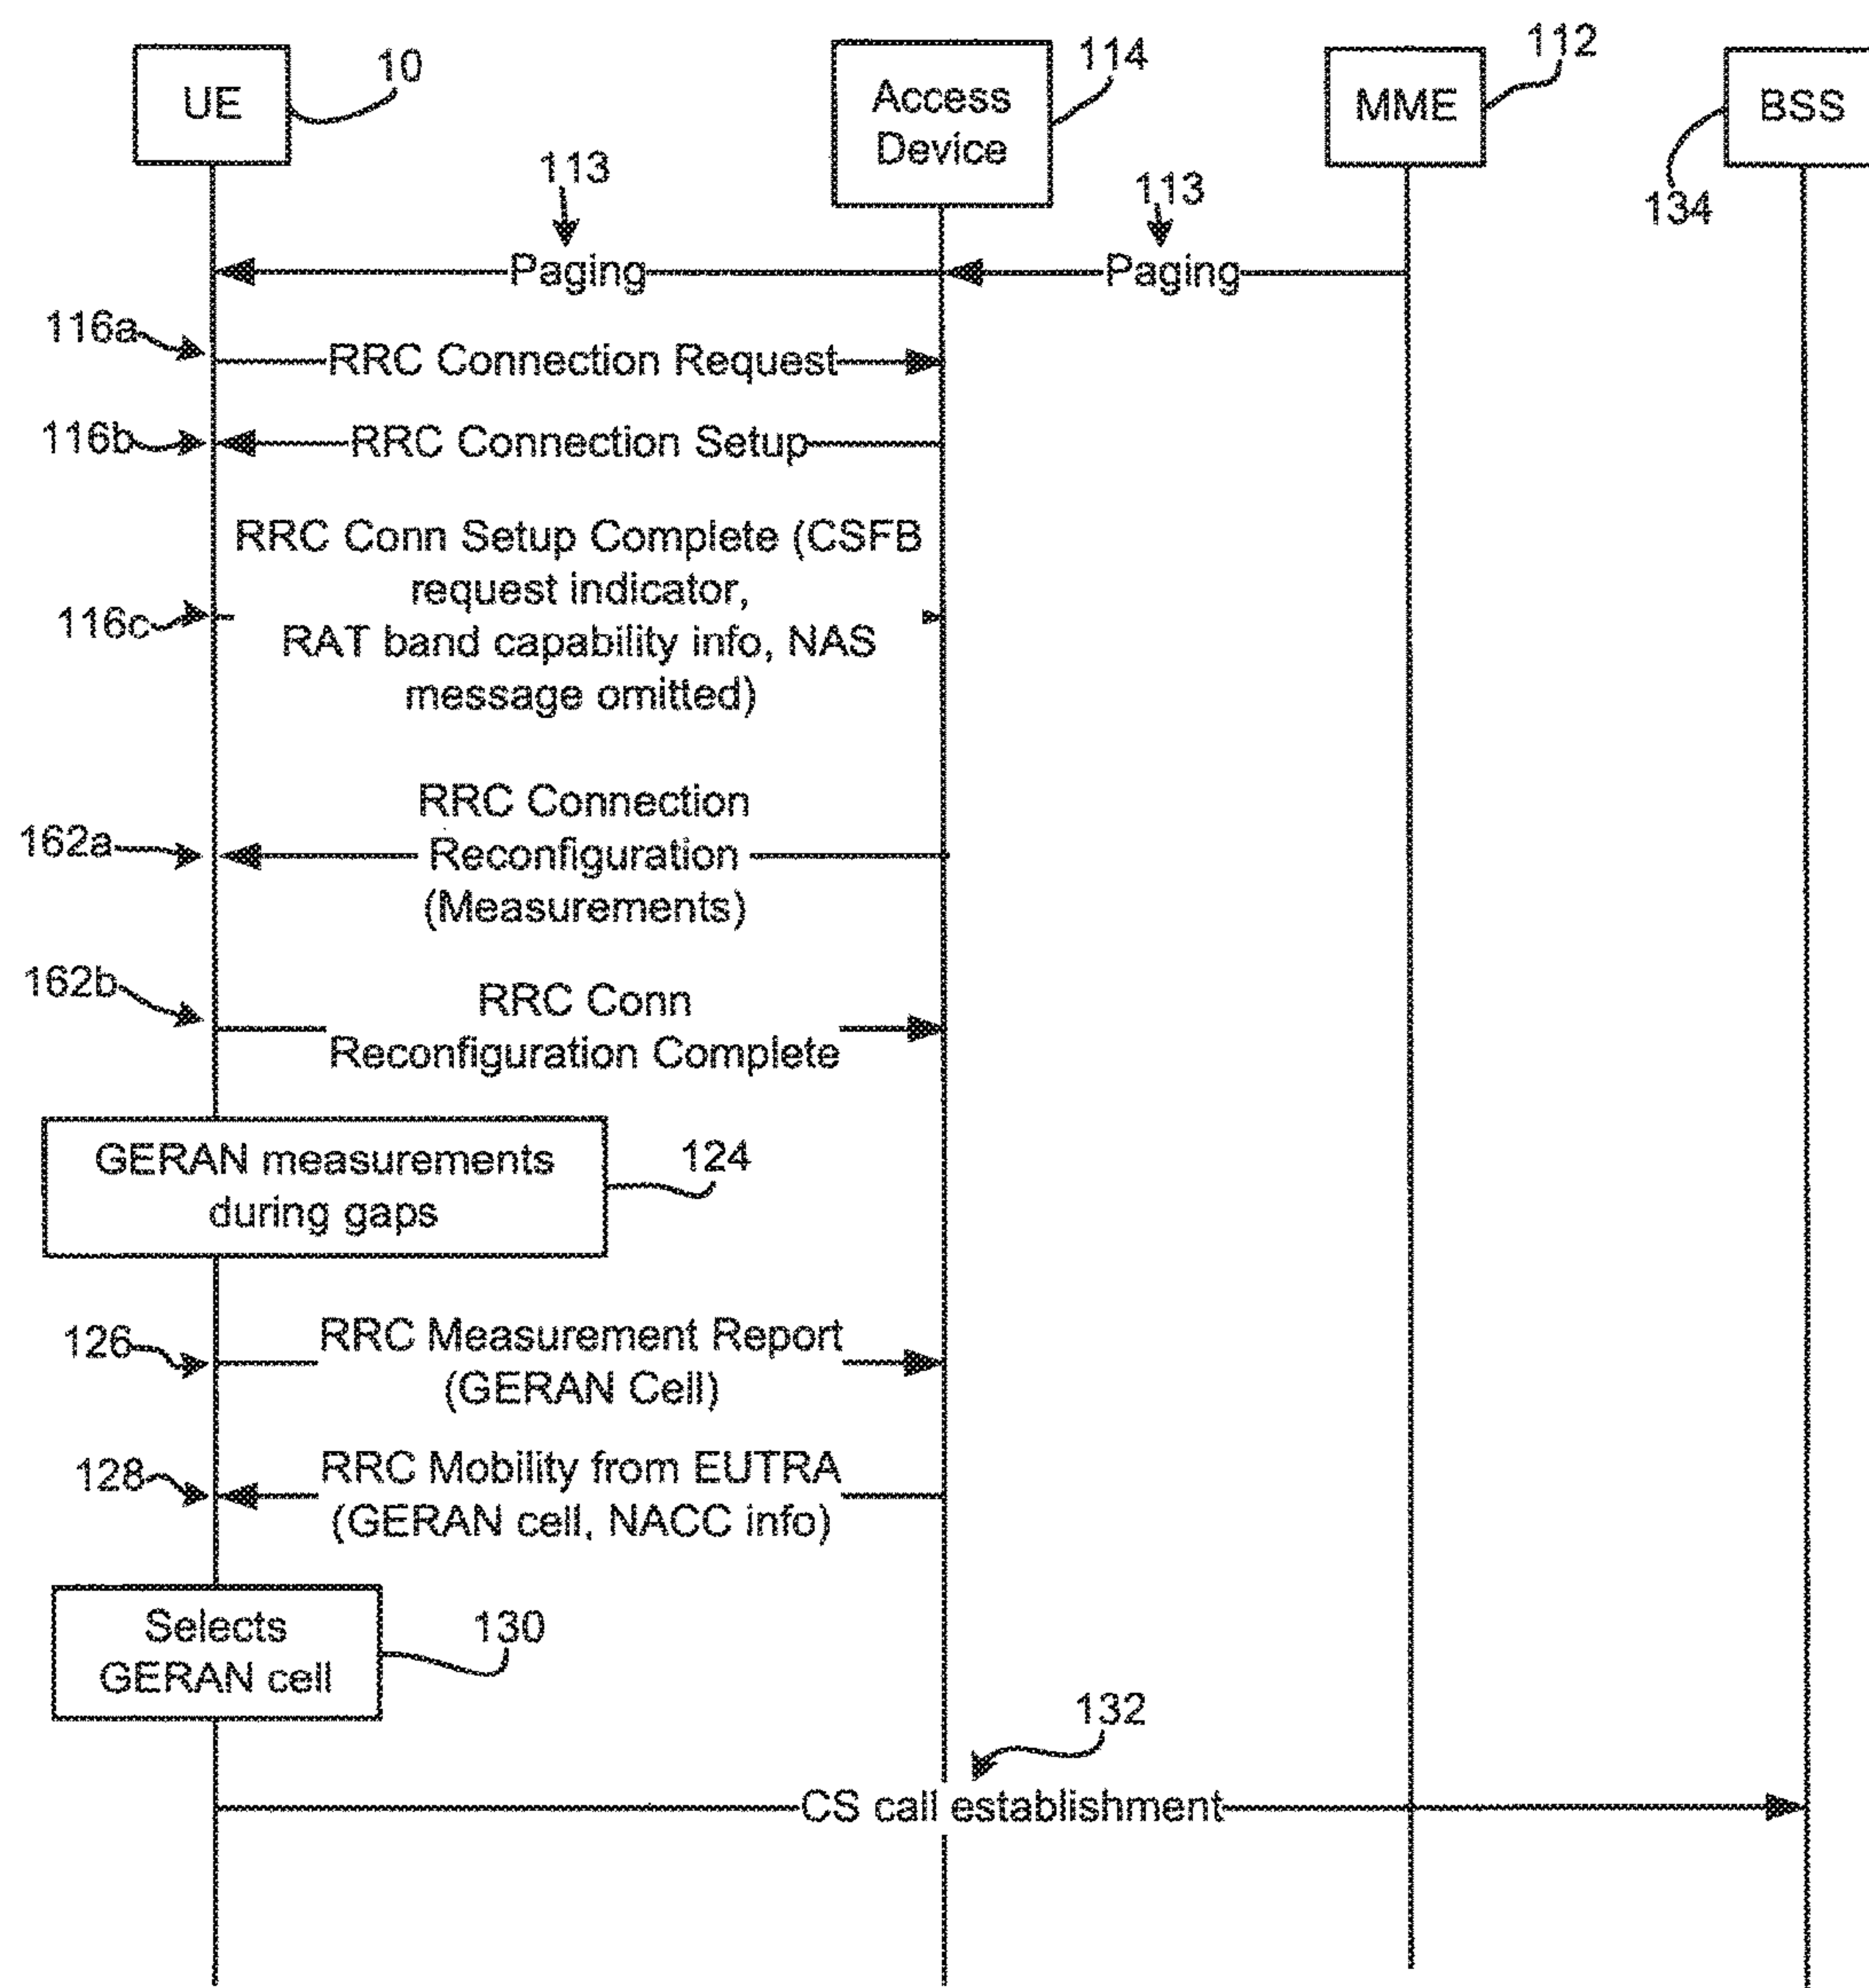 UE
10
Access
Device
114
MME
112
BSS
134
113
113
Paging
Paging
116a
RRC Connection Request
116b
RRC Connection Setup
RRC Conn Setup Complete (CSFB
request indicator,
RAT band capability info, NAS
message omitted)
116c
RRC Connection
Reconfiguration
(Measurements)
162a
162b
RRC Conn
Reconfiguration Complete
GERAN measurements
during gaps
124
126
RRC Measurement Report
(GERAN Cell)
128
RRC Mobility from EUTRA
(GERAN cell, NACC info)
Selects
GERAN cell
130
132
CS call establishment